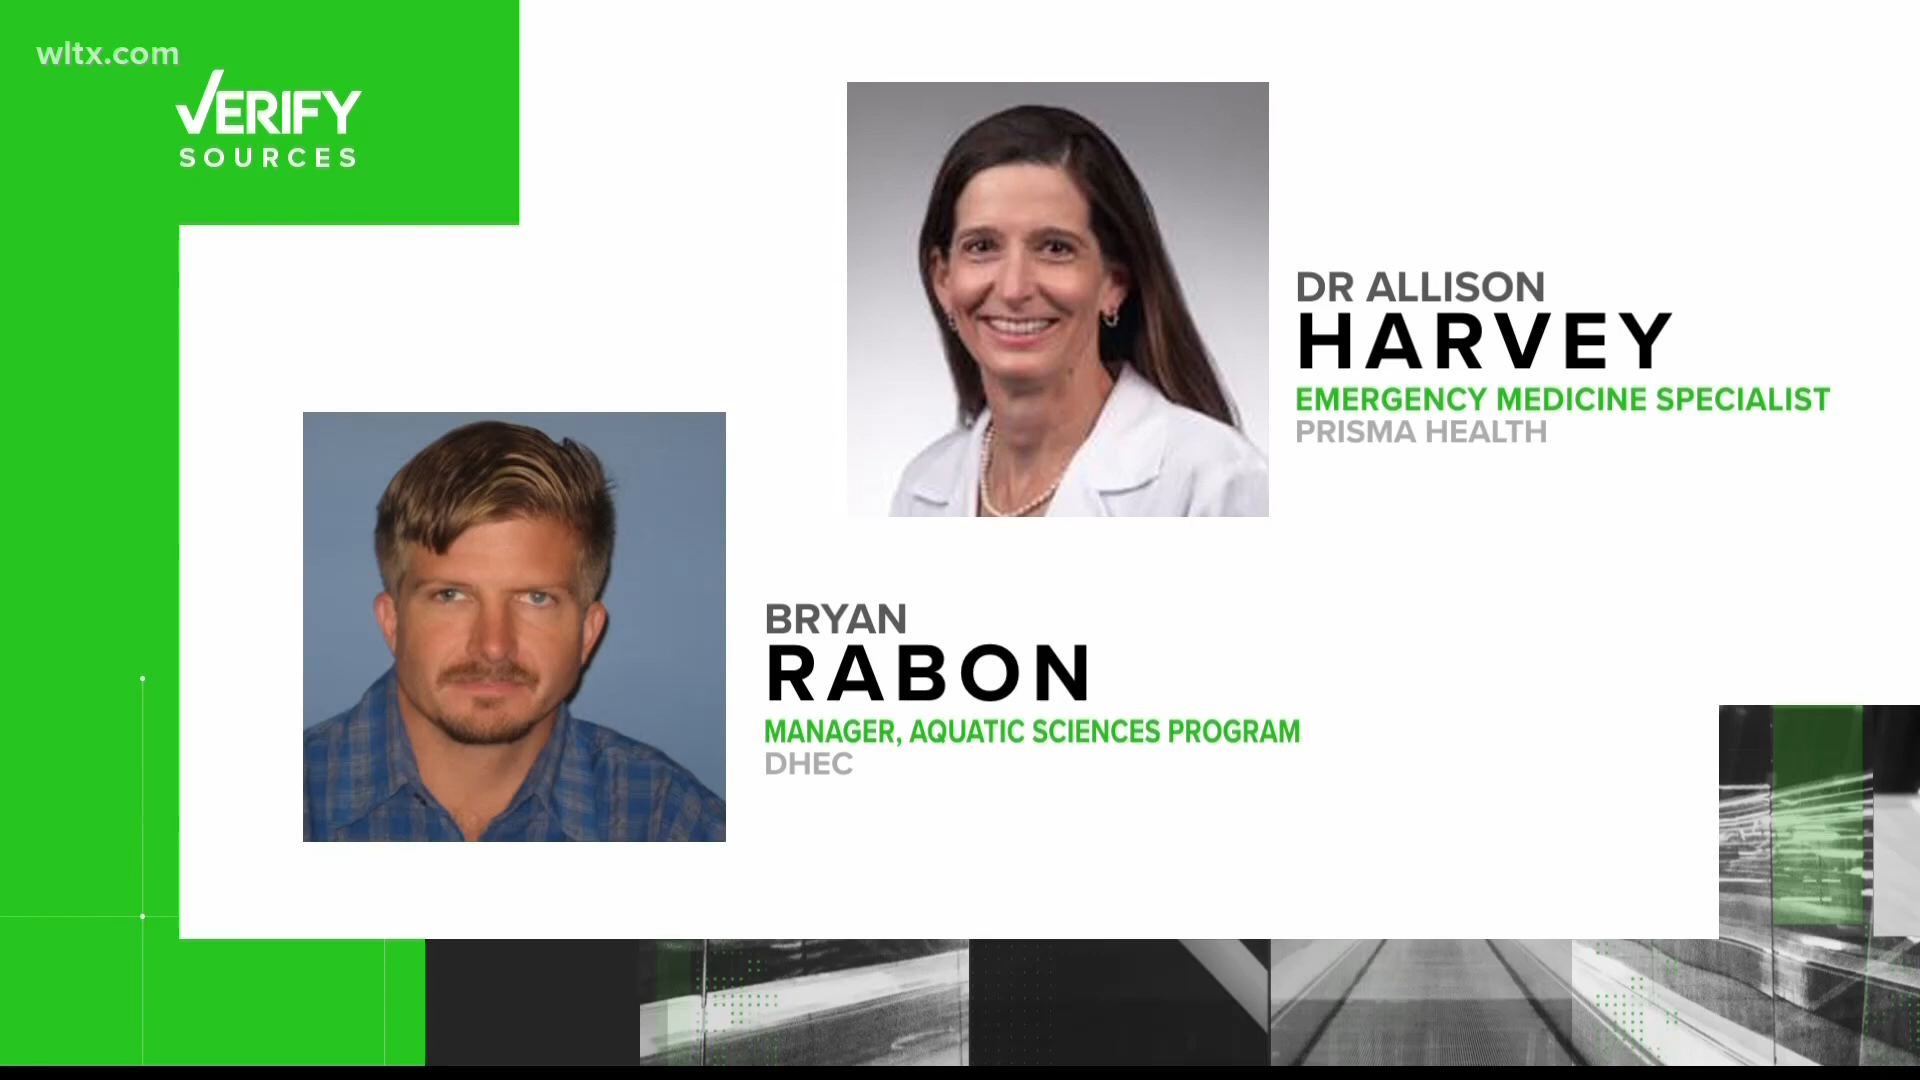 wltx.com
VERIFY
SOURCES
DR ALLISON
HARVEY
EMERGENCY MEDICINE SPECIALIST
PRISMA HEALTH
BRYAN
RABON
MANAGER, AQUATIC SCIENCES PROGRAM
DHEC